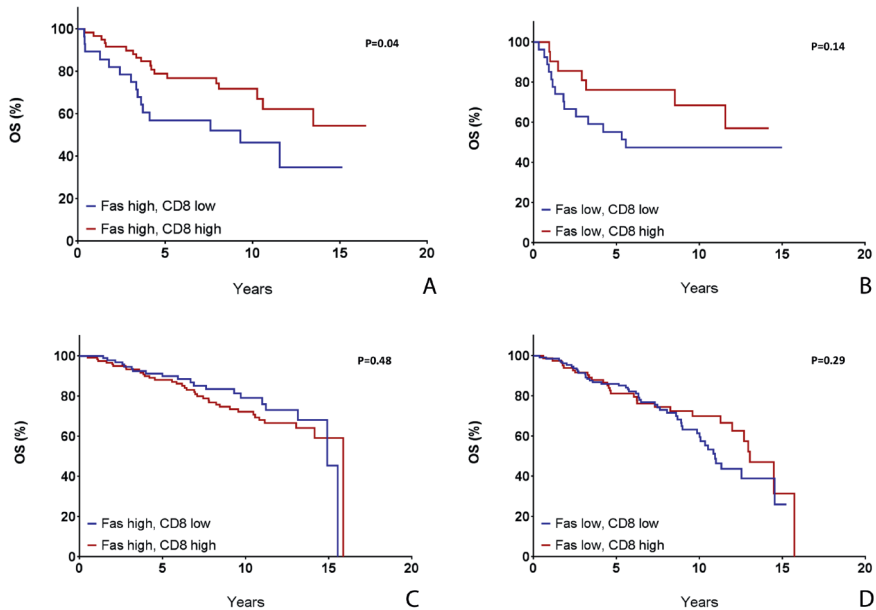 P=0.04
100
80
60
40
20
0
OS (%)
Fas high, CD8 low
Fas high, CD8 high
0 5 10 15 20
Years
A
P=0.14
100
80
60
40
20
0
OS (%)
Fas low, CD8 low
Fas low, CD8 high
0 5 10 15 20
Years
B
P=0.48
100
80
60
40
20
0
OS (%)
Fas high, CD8 low
Fas high, CD8 high
0 5 10 15 20
Years
C
P=0.29
100
80
60
40
20
0
OS (%)
Fas low, CD8 low
Fas low, CD8 high
0 5 10 15 20
Years
D